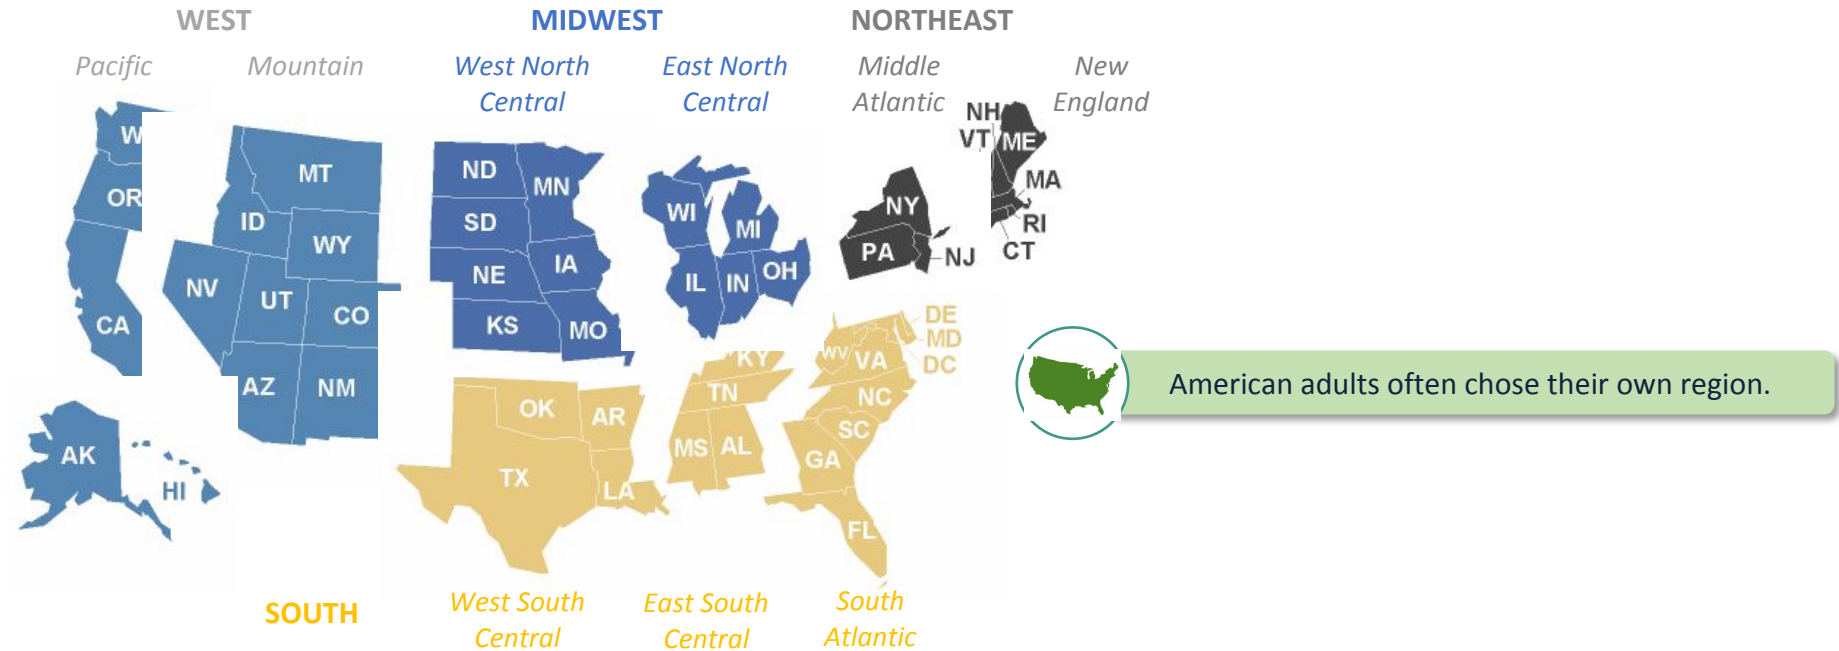 WEST
MIDWEST
NORTHEAST
Pacific
Mountain
West North
Central
East North
Central
Middle
Atlantic
New
England
W
OR
CA
AK
HI
MT
ID
WY
NV
UT
CO
AZ
NM
ND
MN
SD
NE
IA
KS
MO
WI
MI
IL
IN
OH
NY
PA
NJ
NH
VT
ME
MA
RI
CT
OK
AR
TX
LA
KY
TN
MS
AL
DE
MD
DC
WV
VA
NC
SC
GA
FL
SOUTH
West South
Central
East South
Central
South
Atlantic
American adults often chose their own region.